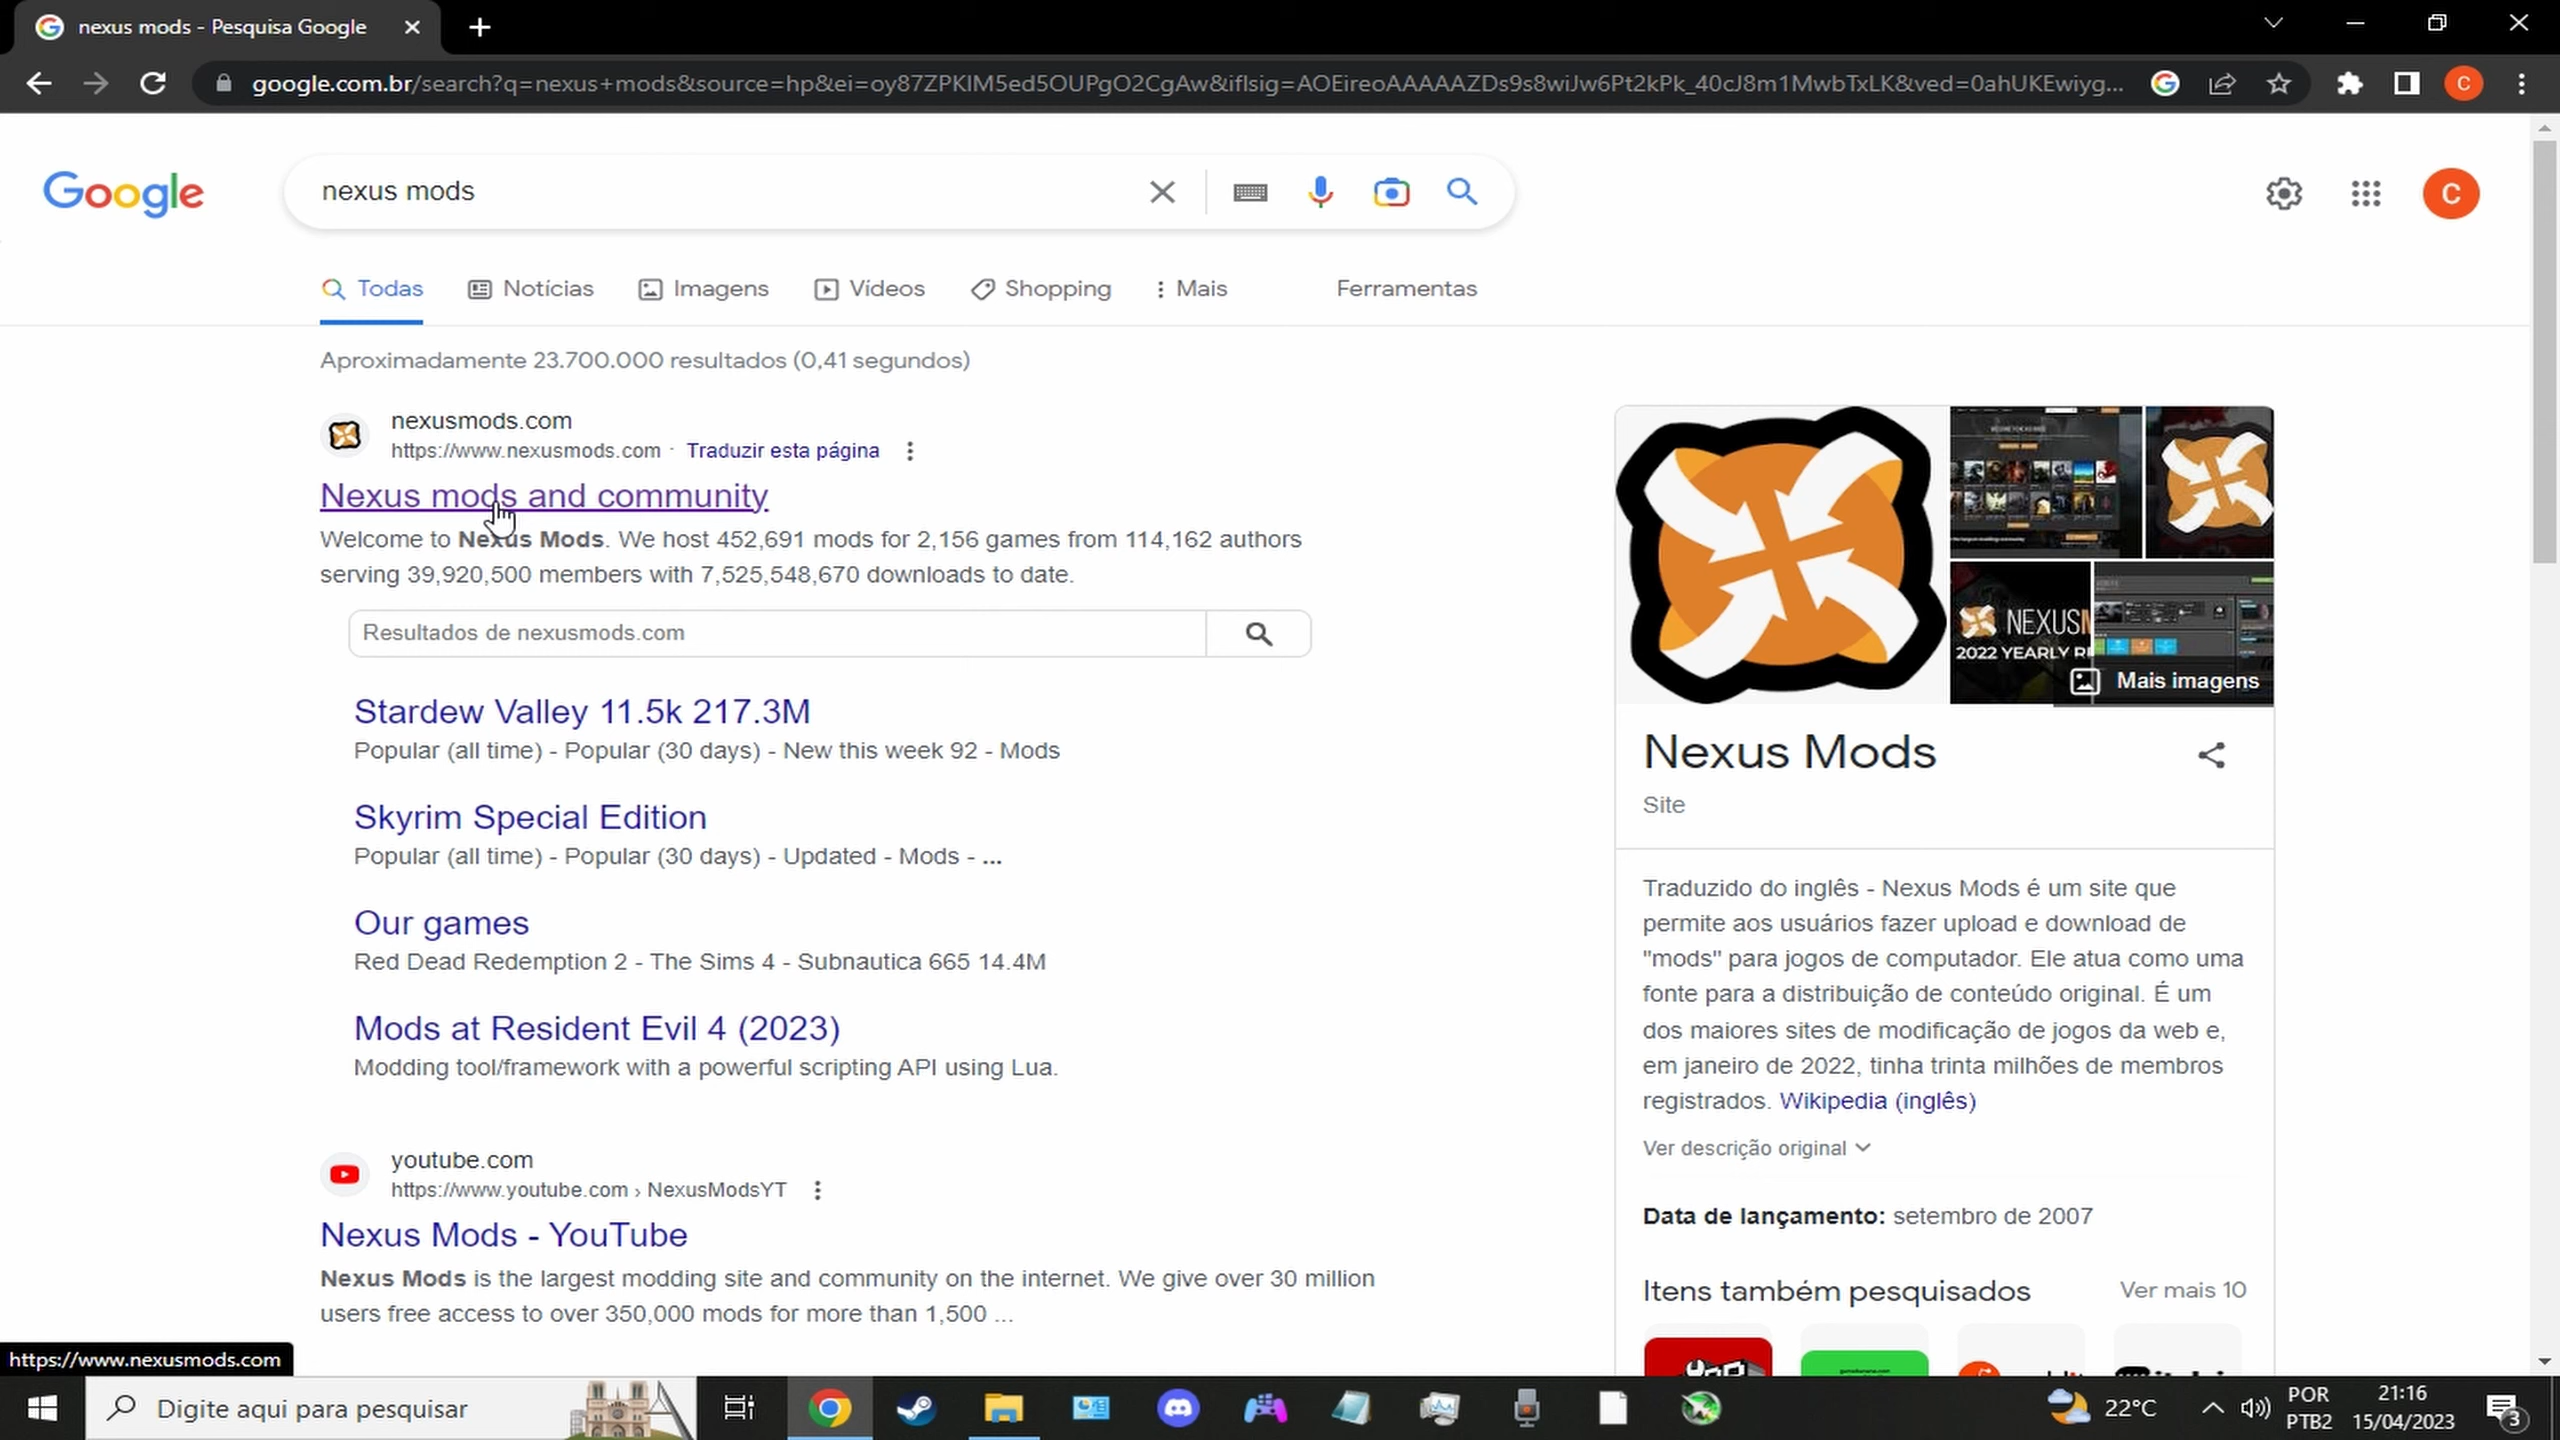 nexus mods - Pesquisa Google
google.com.br/search?q=nexus+mods&source=hp&ei=oy87ZPKIM5ed5OUPgO2CgAw&iflsig=AOEireoAAAAAZDs9s8wiJw6Pt2kPk_40cJ8m1MwbTxLK&ved=0ahUKEwiyg...
C
Google
nexus mods
C
Todas
Notícias
Imagens
Vídeos
Shopping
Mais
Ferramentas
Aproximadamente 23.700.000 resultados (0,41 segundos)
nexusmods.com
https://www.nexusmods.com · Traduzir esta página
Nexus mods and community
Welcome to Nexus Mods. We host 452,691 mods for 2,156 games from 114,162 authors
serving 39,920,500 members with 7,525,548,670 downloads to date.
Resultados de nexusmods.com
Stardew Valley 11.5k 217.3M
Popular (all time) - Popular (30 days) - New this week 92 - Mods
Skyrim Special Edition
Popular (all time) - Popular (30 days) - Updated - Mods - ...
Our games
Red Dead Redemption 2 - The Sims 4 - Subnautica 665 14.4M
Mods at Resident Evil 4 (2023)
Modding tool/framework with a powerful scripting API using Lua.
youtube.com
https://www.youtube.com › NexusModsYT
Nexus Mods - YouTube
Nexus Mods is the largest modding site and community on the internet. We give over 30 million
users free access to over 350,000 mods for more than 1,500 ...
https://www.nexusmods.com
NEXUSM
2022 YEARLY RE
Mais imagens
Nexus Mods
Site
Traduzido do inglês - Nexus Mods é um site que
permite aos usuários fazer upload e download de
"mods" para jogos de computador. Ele atua como uma
fonte para a distribuição de conteúdo original. É um
dos maiores sites de modificação de jogos da web e,
em janeiro de 2022, tinha trinta milhões de membros
registrados. Wikipedia (inglês)
Ver descrição original
Data de lançamento: setembro de 2007
Itens também pesquisados
Ver mais 10
Digite aqui para pesquisar
22°C
POR
PTB2
21:16
15/04/2023
3